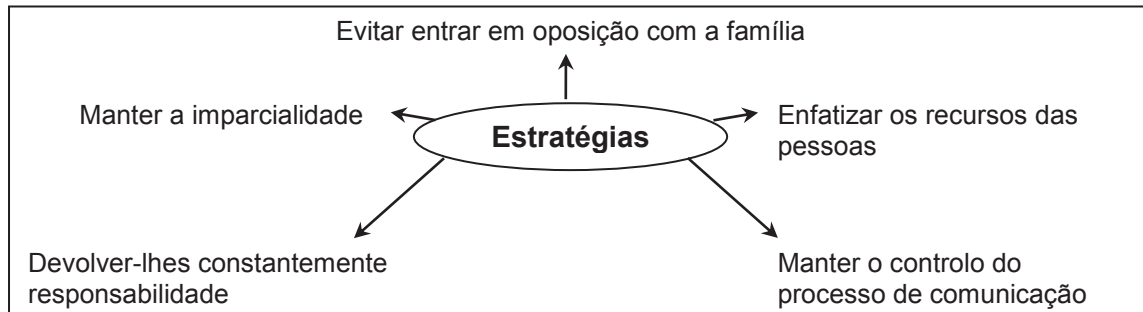 Evitar entrar em oposição com a família
Manter a imparcialidade
Estratégias
Enfatizar os recursos das
pessoas
Devolver-lhes constantemente
responsabilidade
Manter o controlo do
processo de comunicação